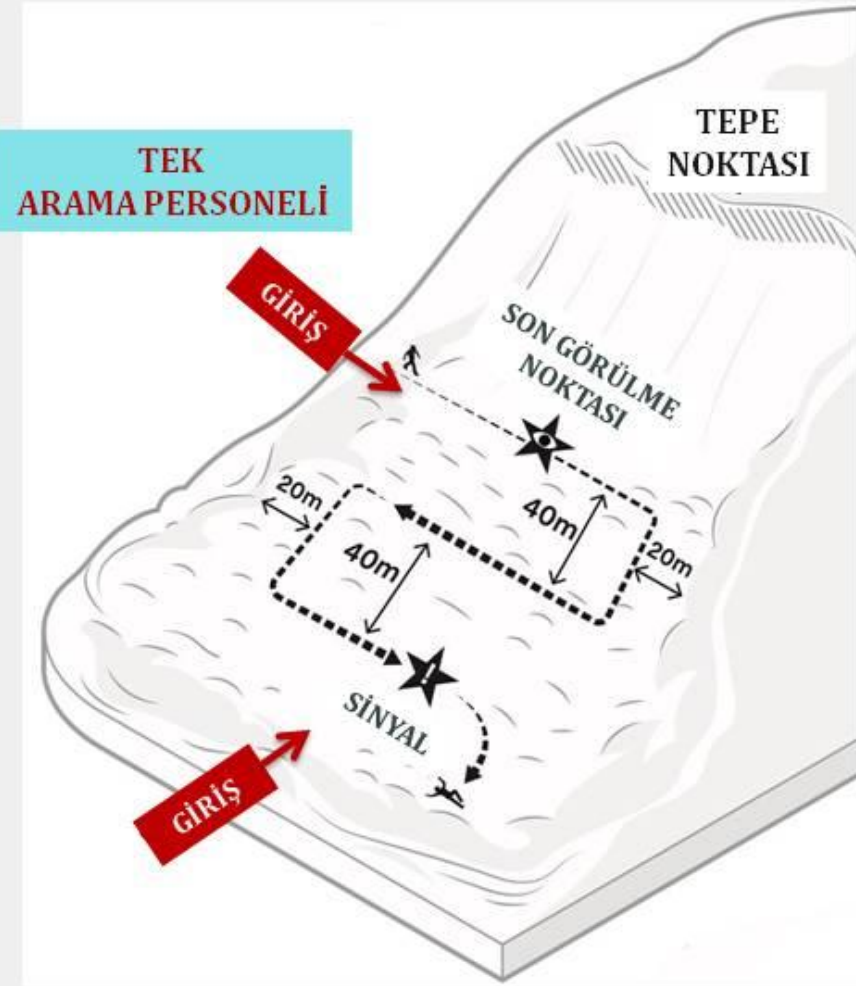 TEPE
NOKTASI
TEK
ARAMA PERSONELİ
GİRİŞ
SON GÖRÜLME
NOKTASI
20m
40m
20m
40m
SİNYAL
GİRİŞ